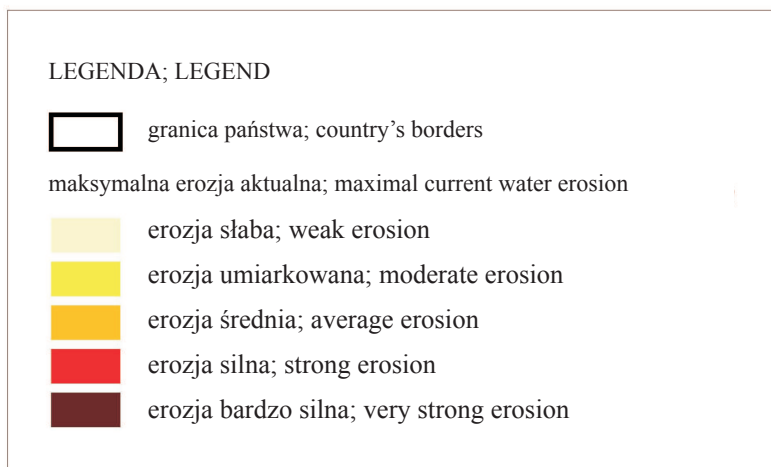 LEGENDA; LEGEND
granica państwa; country’s borders
maksymalna erozja aktualna; maximal current water erosion
erozja słaba; weak erosion
erozja umiarkowana; moderate erosion
erozja średnia; average erosion
erozja silna; strong erosion
erozja bardzo silna; very strong erosion